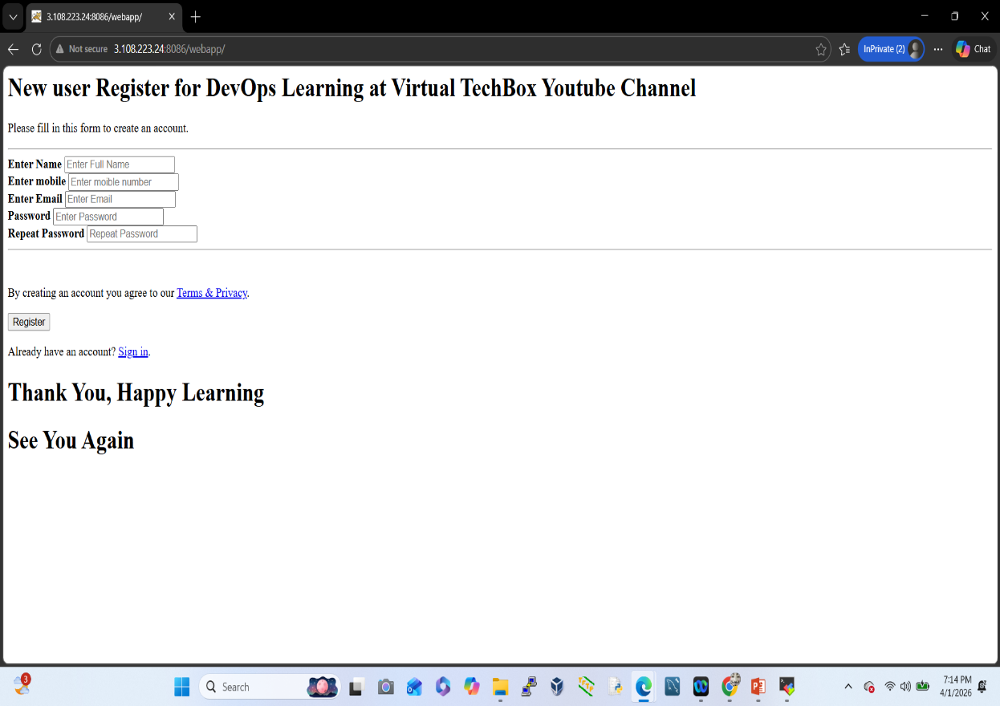 3.108.223.24:8086/webapp/
Not secure 3.108.223.24:8086/webapp/
InPrivate (2)
Chat
New user Register for DevOps Learning at Virtual TechBox Youtube Channel
Please fill in this form to create an account.
Enter Name Enter Full Name
Enter mobile Enter moible number
Enter Email Enter Email
Password Enter Password
Repeat Password Repeat Password
By creating an account you agree to our Terms & Privacy.
Register
Already have an account? Sign in.
Thank You, Happy Learning
See You Again
3
Search
7:14 PM
4/1/2026